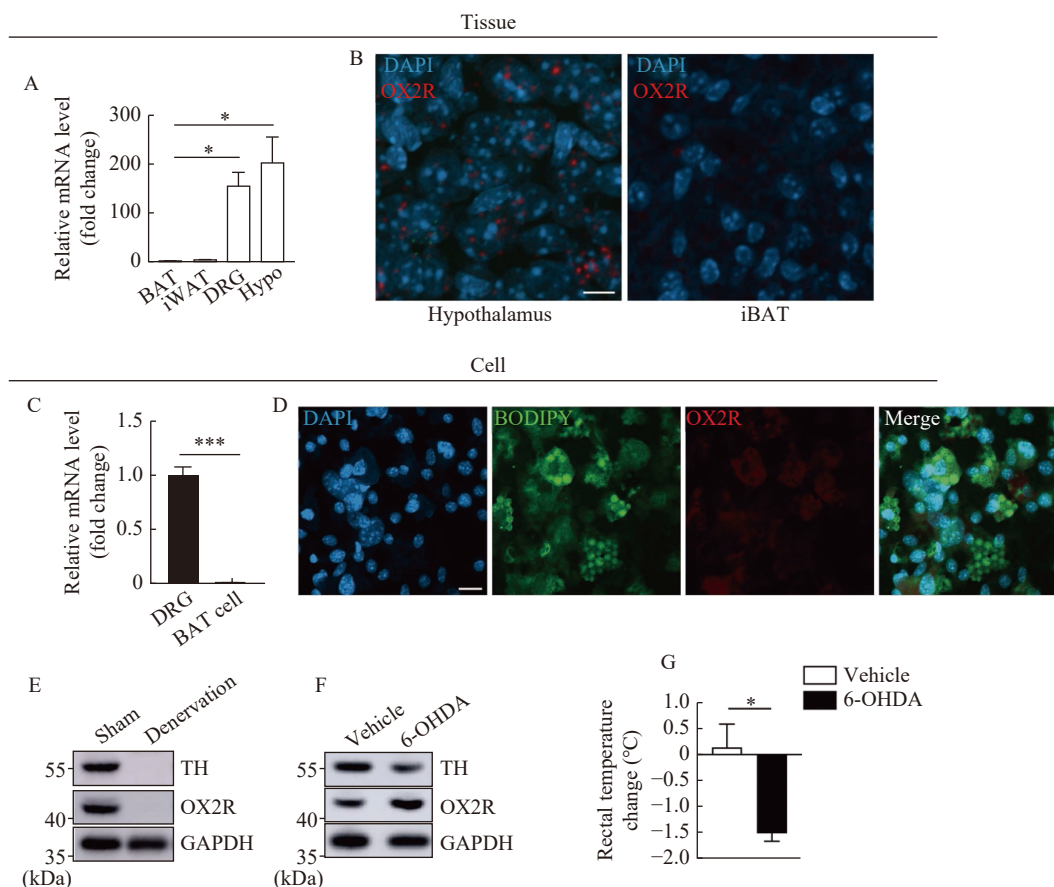 Tissue
A
Relative mRNA level
(fold change)
300
200
100
0
*
*
BAT
iWAT
DRG
Hypo
B
DAPI
OX2R
Hypothalamus
DAPI
OX2R
iBAT
Cell
C
Relative mRNA level
(fold change)
1.5
1.0
0.5
0
***
DRG
BAT cell
D
DAPI
BODIPY
OX2R
Merge
E
Sham
Denervation
55
TH
40
OX2R
35
GAPDH
(kDa)
F
Vehicle
6-OHDA
55
TH
40
OX2R
35
GAPDH
(kDa)
G
Vehicle
6-OHDA
Rectal temperature
change (°C)
1.0
0.5
0
−0.5
−1.0
−1.5
−2.0
*